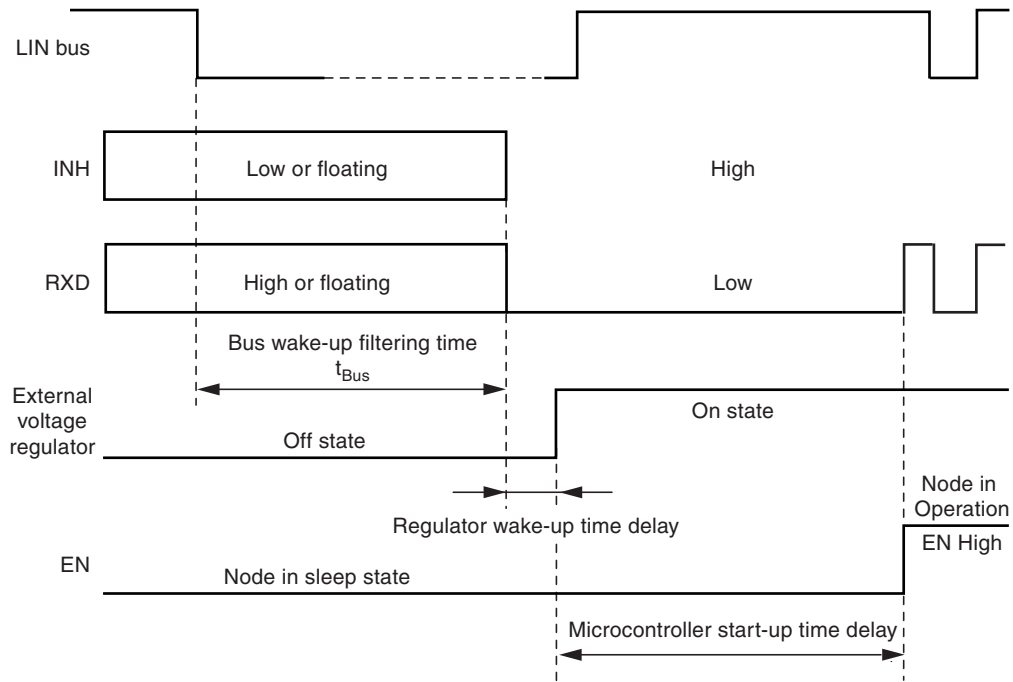 LIN bus
INH
Low or floating
High
RXD
High or floating
Low
Bus wake-up filtering time
tBus
External
voltage
regulator
Off state
On state
Regulator wake-up time delay
Node in
Operation
EN
Node in sleep state
EN High
Microcontroller start-up time delay